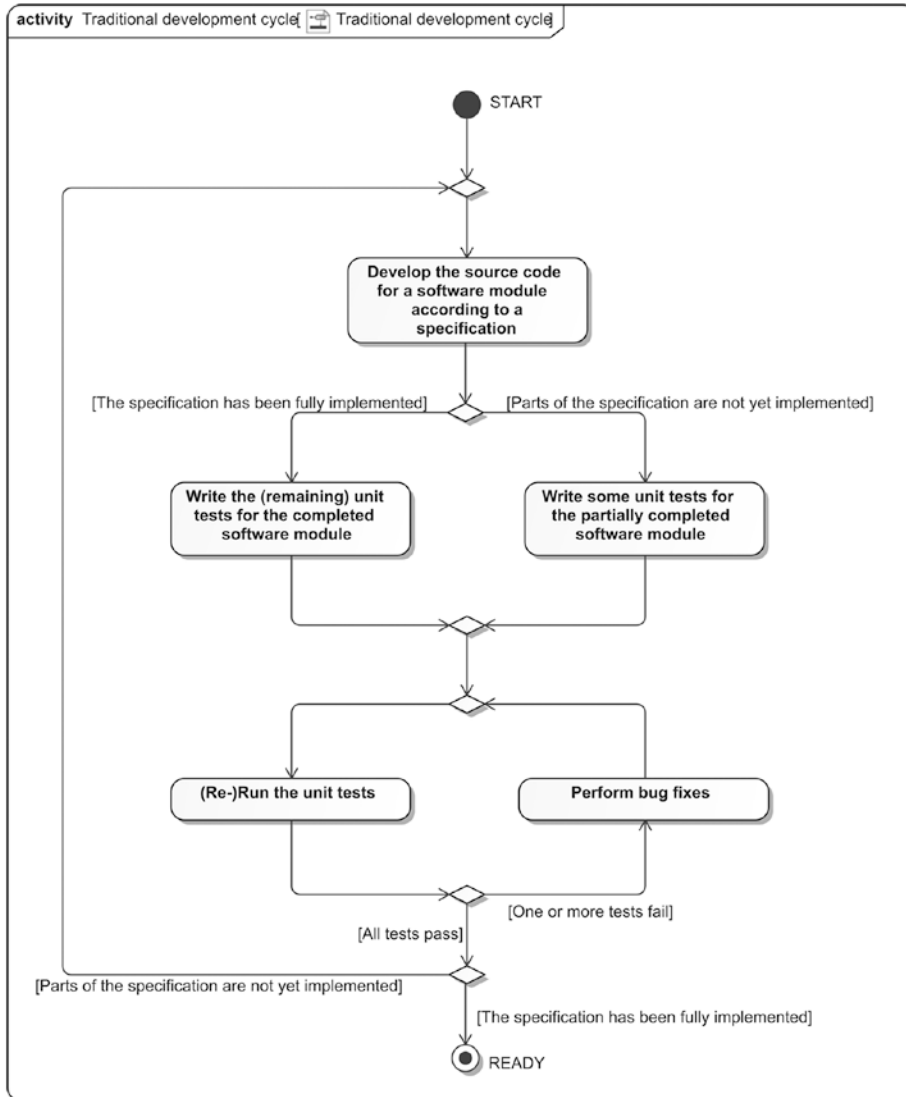 activity Traditional development cycle[ Traditional development cycle]
START
Develop the source code
for a software module
according to a
specification
[The specification has been fully implemented]
[Parts of the specification are not yet implemented]
Write the (remaining) unit
tests for the completed
software module
Write some unit tests for
the partially completed
software module
(Re-)Run the unit tests
Perform bug fixes
[One or more tests fail]
[All tests pass]
[Parts of the specification are not yet implemented]
[The specification has been fully implemented]
READY